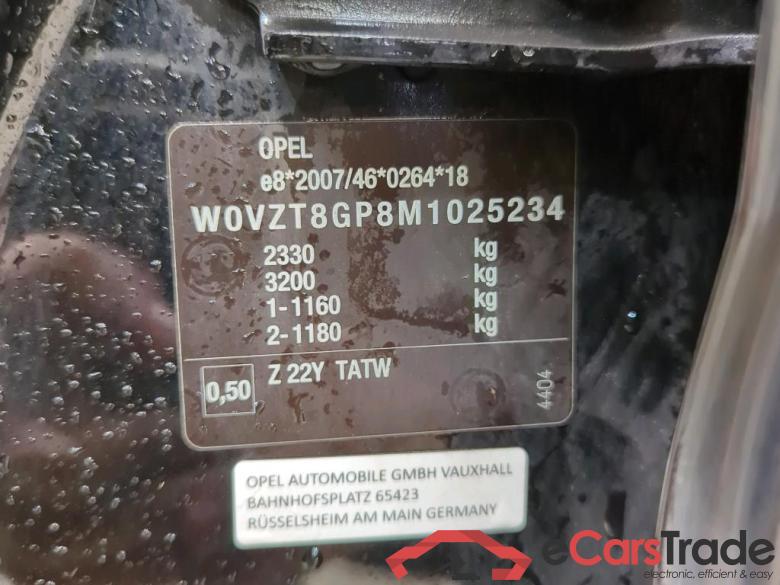 OPEL
e8*2007/46*0264*18
W0VZT8GP8M1025234
2330 kg
3200 kg
1-1160 kg
2-1180 kg
0,50 Z 22Y TATW
4404
OPEL AUTOMOBILE GMBH VAUXHALL
BAHNHOFSPLATZ 65423
RÜSSELSHEIM AM MAIN GERMANY
eCarsTrade
electronic, efficient & easy